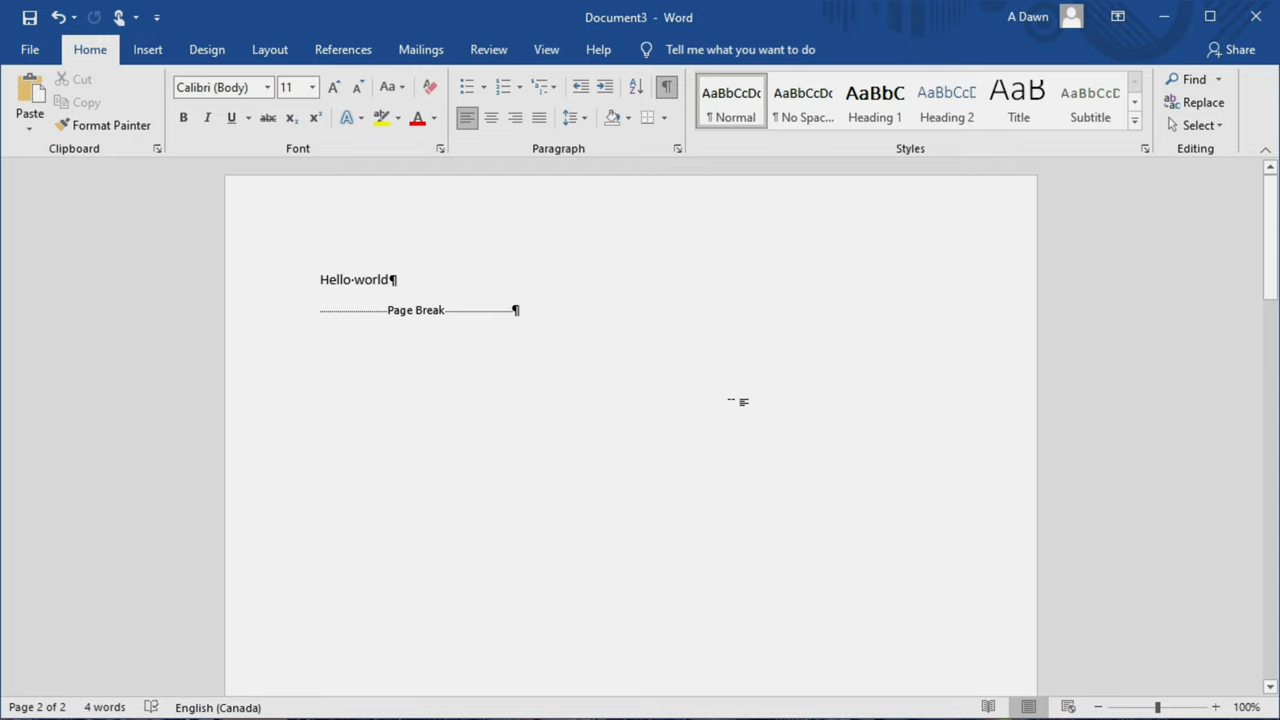 Document3 - Word
A Dawn
File Home Insert Design Layout References Mailings Review View Help Tell me what you want to do Share
Paste
Cut
Copy
Format Painter
Clipboard
Calibri (Body) 11
Font
Paragraph
AaBbCcDc AaBbCcDc AaBbC AaBbCcD AaB AaBbCcD
¶ Normal ¶ No Spac... Heading 1 Heading 2 Title Subtitle
Styles
Find
Replace
Select
Editing
Hello·world¶
Page Break¶
Page 2 of 2 4 words English (Canada) 100%